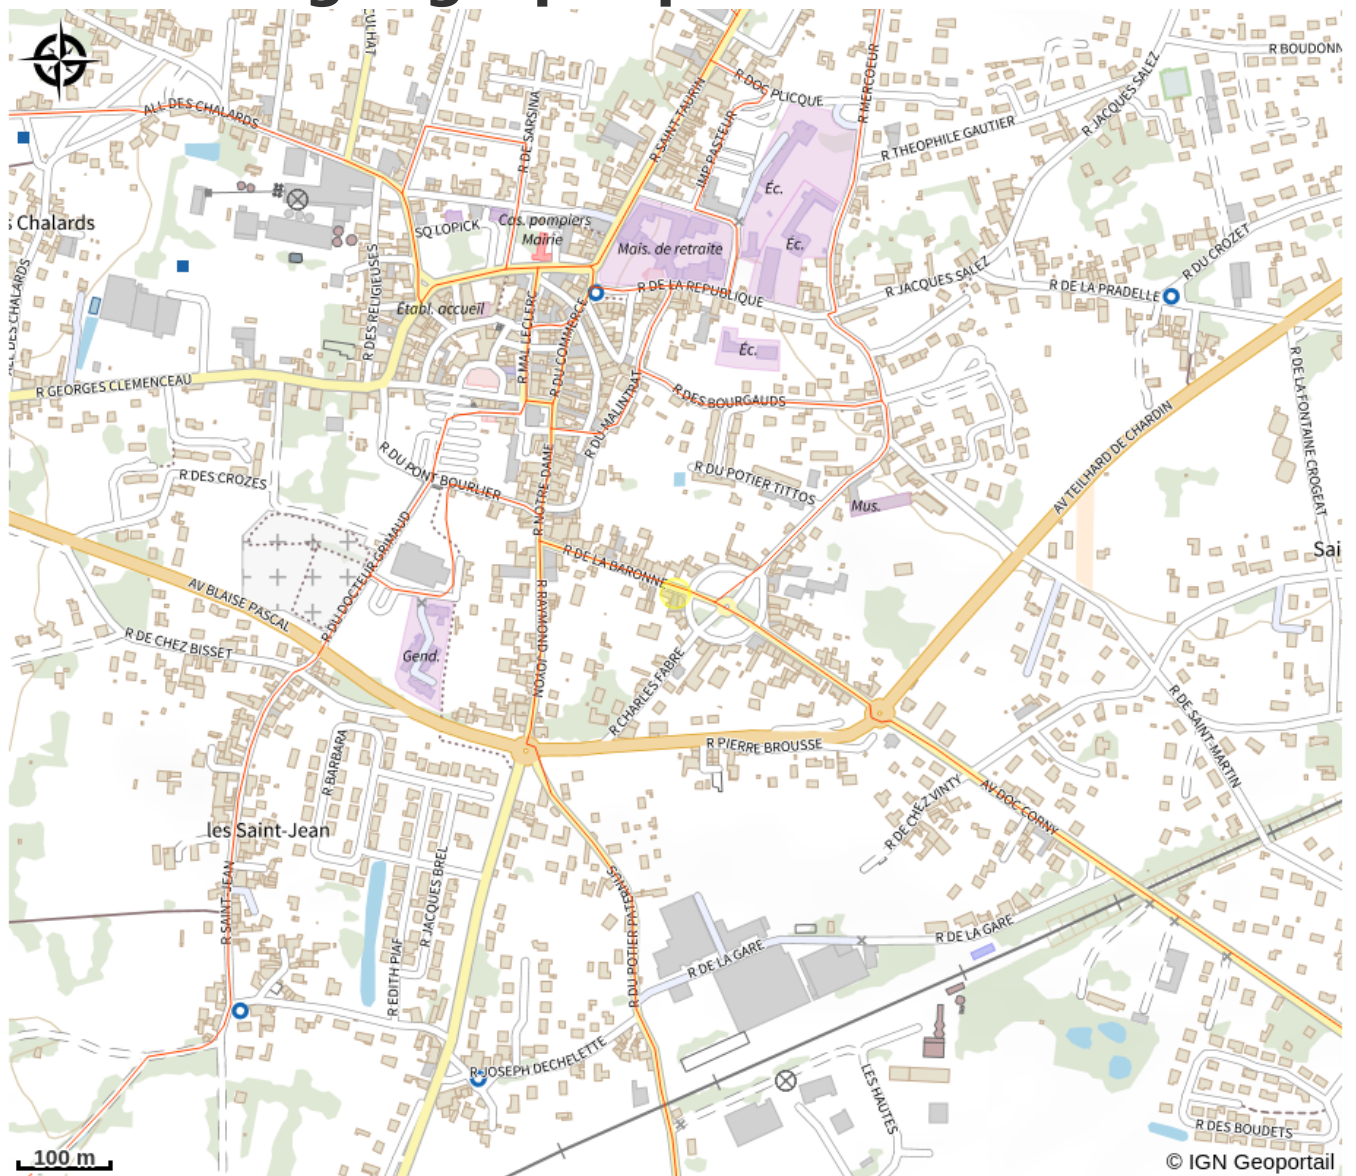 R DOC PLICQUE
R MERCOEUR
R BOUDONN
R JACQUES SALEZ
ALL DES CHALARDS
R DE SARSINA
R SAINT-TAURIN
IMP PASTEUR
R THEOPHILE GAUTIER
Éc.
s Chalards
SQ LOPICK
Cas. pompiers
Mairie
Mais. de retraite
Éc.
R DU CROZET
R JACQUES SALEZ
R DE LA PRADELLE
R DE LA REPUBLIQUE
Établ. accueil
R DES RELIGIEUSES
R MAL LECLERC
R DU COMMERCE
Éc.
R GEORGES CLEMENCEAU
R DES BOURGAUDS
R DU MALINTRAT
R DE LA FONTAINE CROGEAT
AV TEILHARD DE CHARDIN
R DU PONT BOURLIER
R DES CROZES
R DU POTIER TITTOS
Mus.
R NOTRE-DAME
Sai
R DU DOCTEUR GRIMAUD
R DE LA BARONNE
AV BLAISE PASCAL
R DE CHEZ BISSET
R RAYMOND JOYON
Gend.
R CHARLES FABRE
R DE SAINT-MARTIN
R PIERRE BROUSSE
R BARBARA
R DE CHEZ VINTY
AV DOC CORNY
les Saint-Jean
R SAINT-JEAN
R JACQUES BREL
R EDITH PIAF
R DU POTIER PATERNUS
R DE LA GARE
R DE LA GARE
R JOSEPH DECHELETTE
LES HAUTES
R DES BOUDETS
100 m
© IGN Geoportail